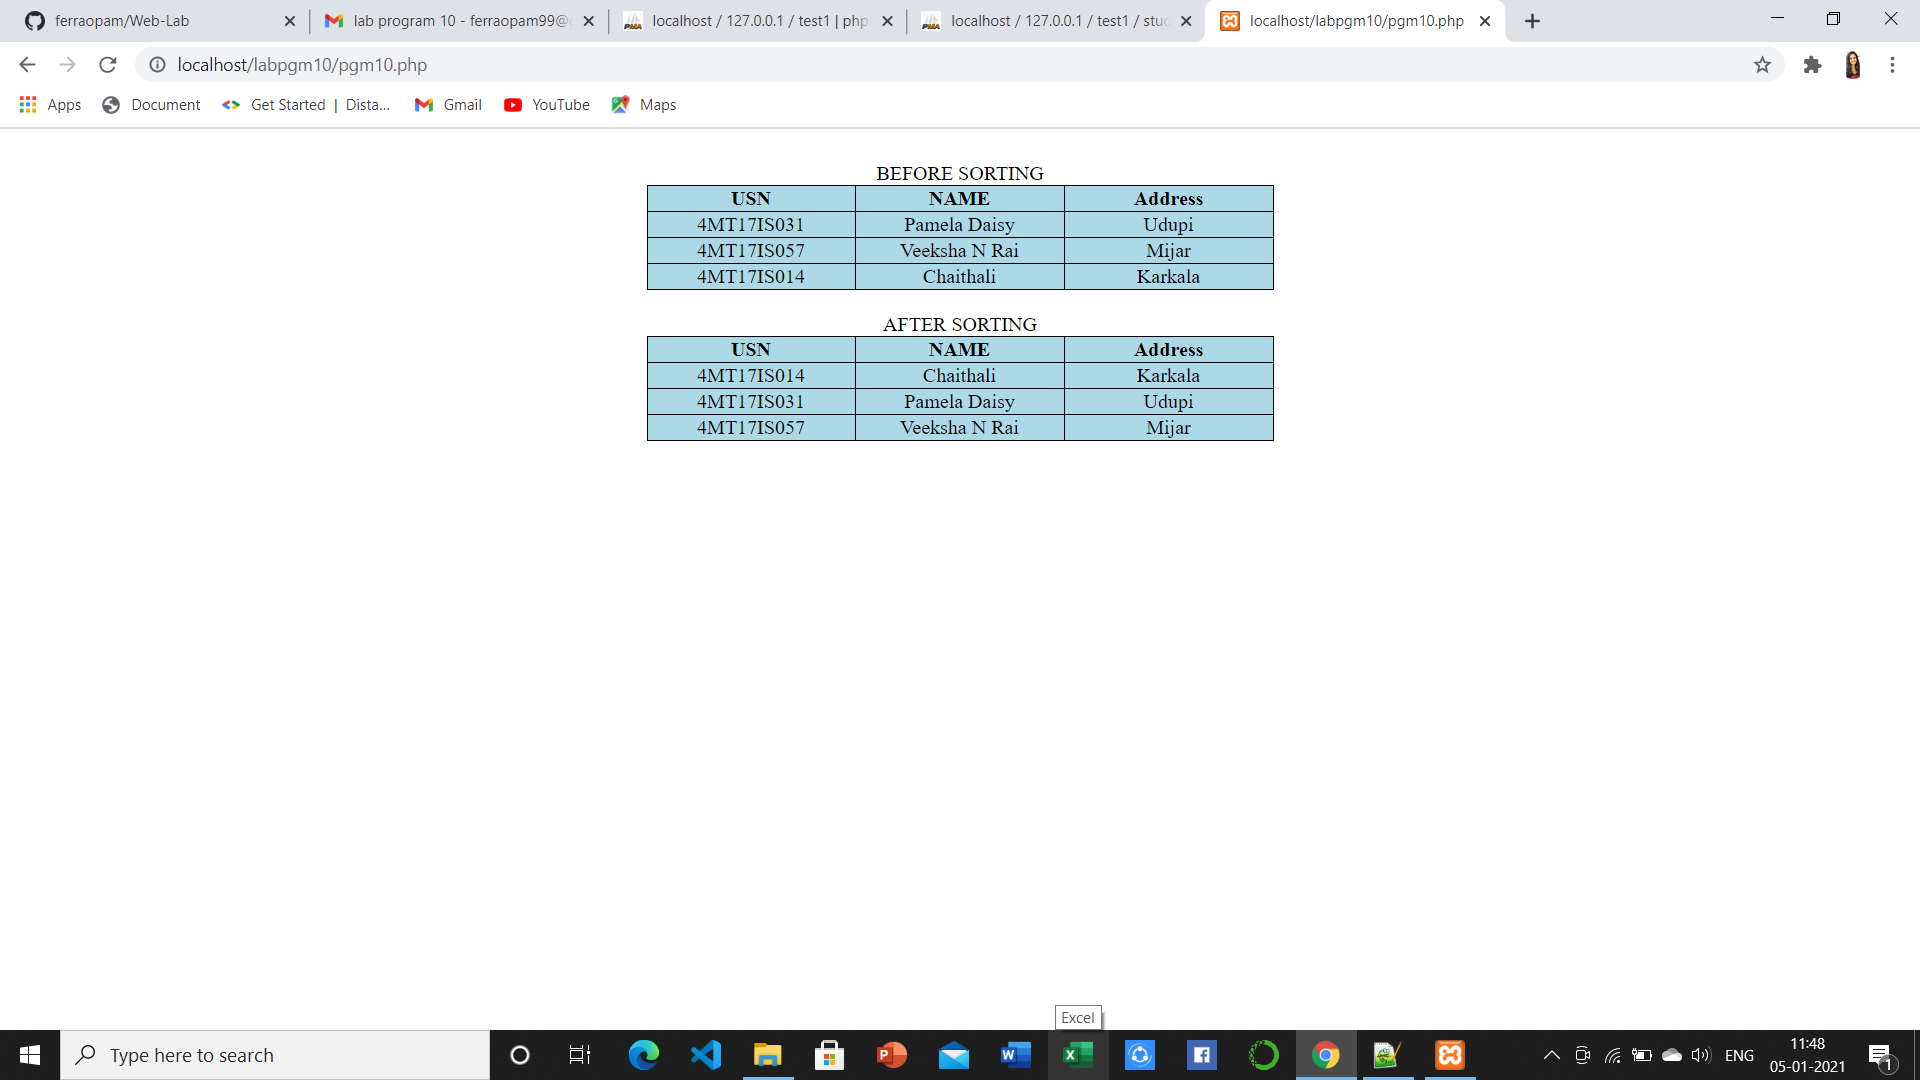 ferraopam/Web-Lab
lab program 10 - ferraopam99@
localhost / 127.0.0.1 / test1 | php
localhost / 127.0.0.1 / test1 / stu
localhost/labpgm10/pgm10.php
localhost/labpgm10/pgm10.php
Apps Document Get Started | Dista... Gmail YouTube Maps
BEFORE SORTING
USN NAME Address
4MT17IS031 Pamela Daisy Udupi
4MT17IS057 Veeksha N Rai Mijar
4MT17IS014 Chaithali Karkala
AFTER SORTING
USN NAME Address
4MT17IS014 Chaithali Karkala
4MT17IS031 Pamela Daisy Udupi
4MT17IS057 Veeksha N Rai Mijar
Excel
Type here to search
ENG
11:48
05-01-2021
1